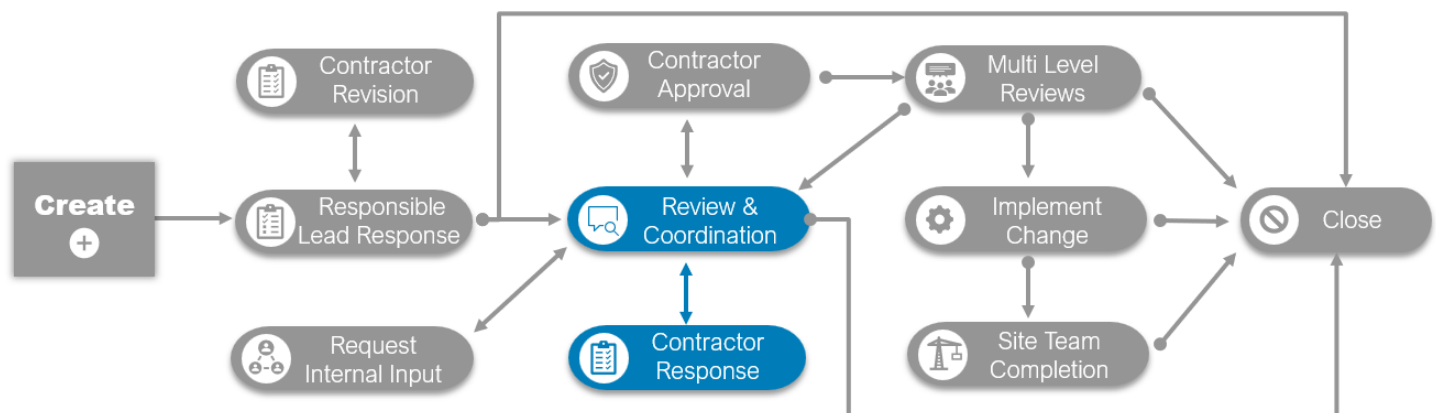 Contractor
Revision
Contractor
Approval
Multi Level
Reviews
Create
Responsible
Lead Response
Review &
Coordination
Implement
Change
Close
Request
Internal Input
Contractor
Response
Site Team
Completion